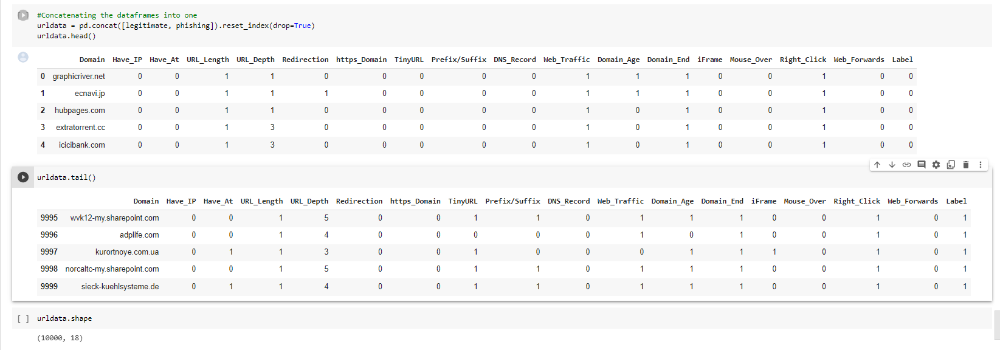 #Concatenating the dataframes into one
urldata = pd.concat([legitimate, phishing]).reset_index(drop=True)
urldata.head()
Domain Have_IP Have_At URL_Length URL_Depth Redirection https_Domain TinyURL Prefix/Suffix DNS_Record Web_Traffic Domain_Age Domain_End iFrame Mouse_Over Right_Click Web_Forwards Label
0 graphicriver.net 0 0 1 1 0 0 0 0 0 1 1 1 0 0 1 0 0
1 ecnavi.jp 0 0 1 1 1 0 0 0 0 1 1 1 0 0 1 0 0
2 hubpages.com 0 0 1 1 0 0 0 0 0 1 0 1 0 0 1 0 0
3 extratorrent.cc 0 0 1 3 0 0 0 0 0 1 0 1 0 0 1 0 0
4 icicibank.com 0 0 1 3 0 0 0 0 0 1 0 1 0 0 1 0 0
urldata.tail()
Domain Have_IP Have_At URL_Length URL_Depth Redirection https_Domain TinyURL Prefix/Suffix DNS_Record Web_Traffic Domain_Age Domain_End iFrame Mouse_Over Right_Click Web_Forwards Label
9995 wvk12-my.sharepoint.com 0 0 1 5 0 0 1 1 0 1 1 1 0 0 1 0 1
9996 adplife.com 0 0 1 4 0 0 0 0 0 1 0 1 0 0 1 0 1
9997 kurortnoye.com.ua 0 1 1 3 0 0 1 0 0 0 1 1 1 0 1 0 1
9998 norcaltc-my.sharepoint.com 0 0 1 5 0 0 1 1 0 1 1 1 0 0 1 0 1
9999 sieck-kuehlsysteme.de 0 1 1 4 0 0 1 1 0 1 1 1 0 0 1 0 1
[ ] urldata.shape
(10000, 18)